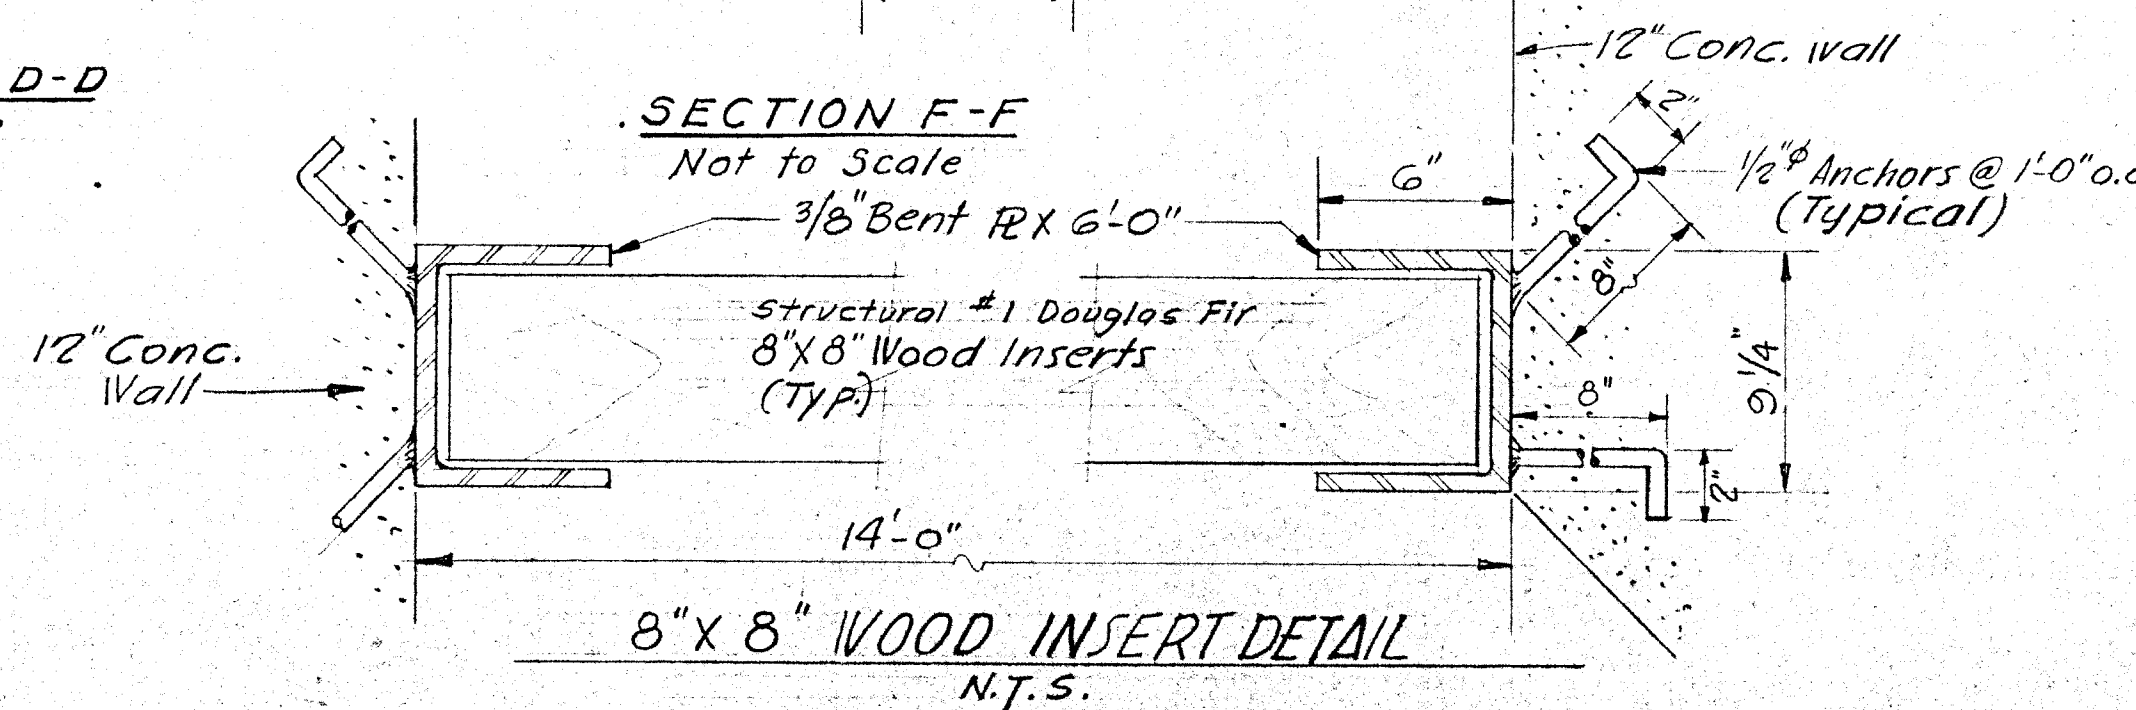 D-D
SECTION F-F
Not to Scale
12" Conc. Wall
2"
3/8" Bent ℙL X 6'-0"
6"
1/2"ϕ Anchors @ 1'-0" o.c
(Typical)
8"
Structural #1 Douglas Fir
8"X 8" Wood Inserts
(Typ.)
12" Conc.
Wall
9 1/4"
8"
2"
14'-0"
8"X 8" WOOD INSERT DETAIL
N.T.S.